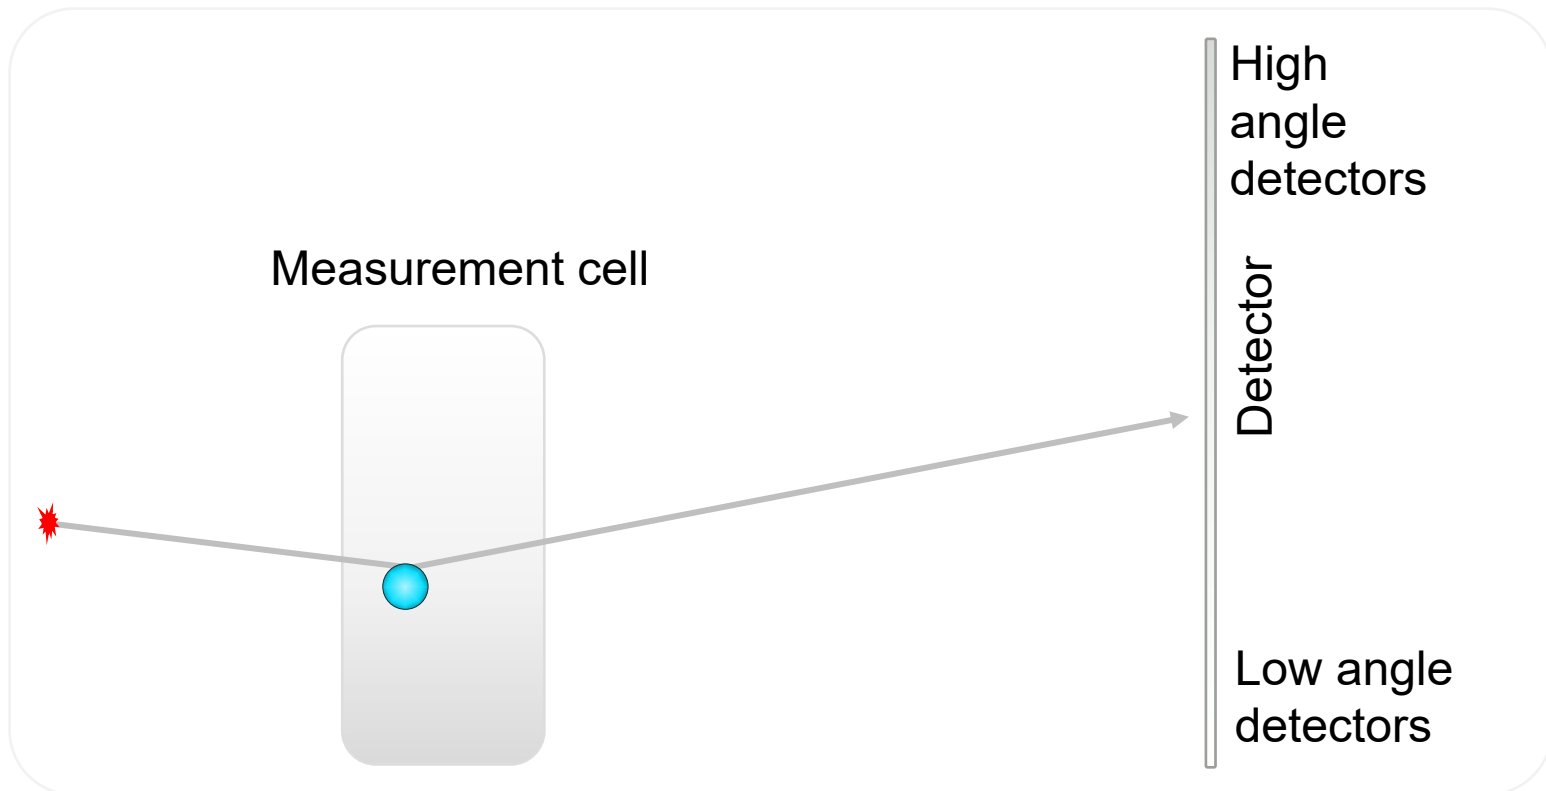 High
angle
detectors
Measurement cell
Detector
Low angle
detectors